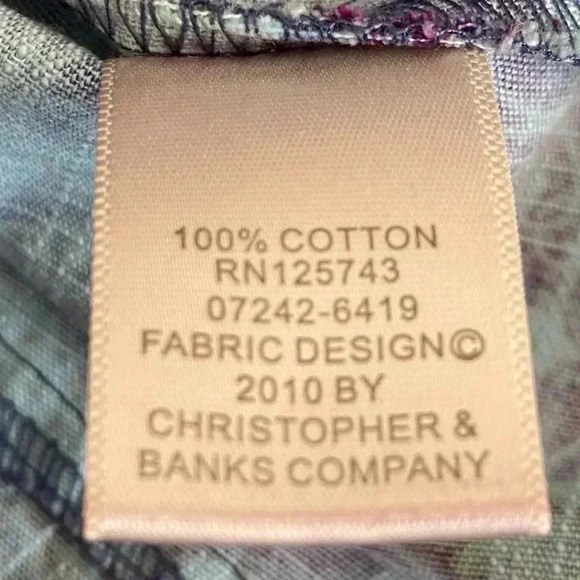 100% COTTON
RN125743
07242-6419
FABRIC DESIGN©
2010 BY
CHRISTOPHER &
BANKS COMPANY